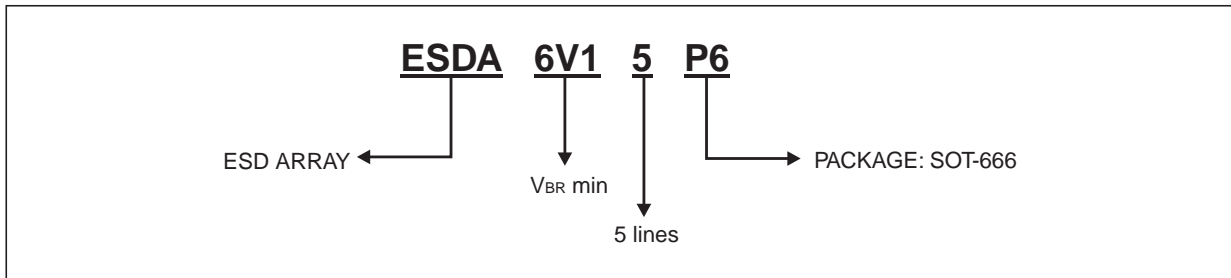 ESDA 6V1 5 P6
ESD ARRAY
PACKAGE: SOT-666
VBR min
5 lines